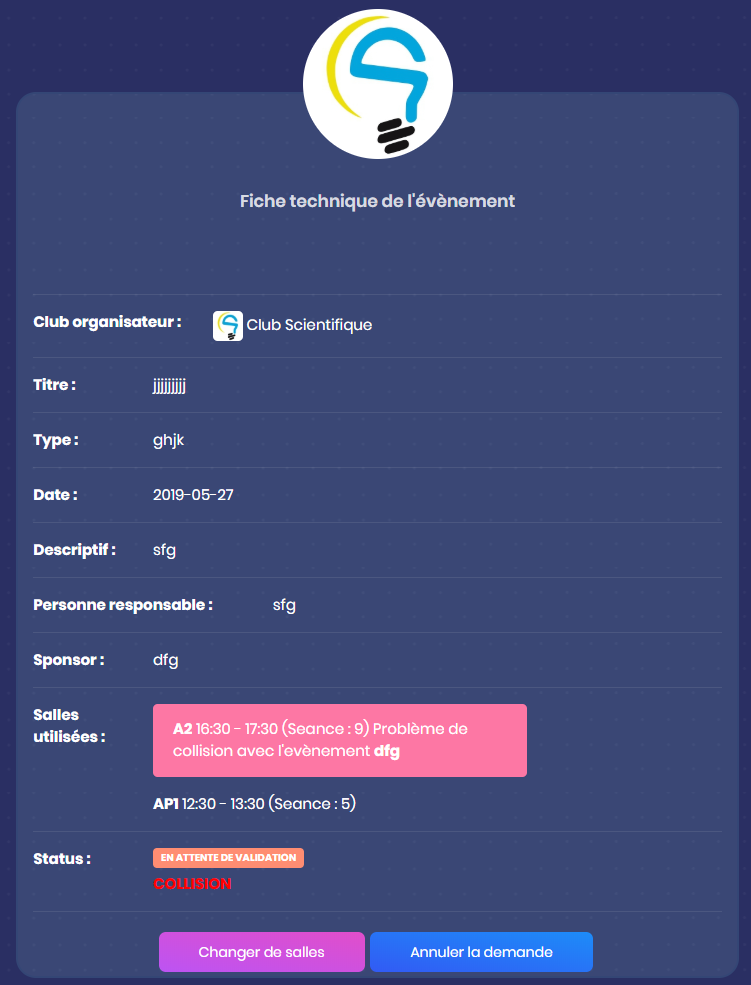 Fiche technique de l'évènement
Club organisateur : Club Scientifique
Titre : jjjjjjjjj
Type : ghjk
Date : 2019-05-27
Descriptif : sfg
Personne responsable : sfg
Sponsor : dfg
Salles
utilisées :
A2 16:30 - 17:30 (Seance : 9) Problème de
collision avec l'evènement dfg
AP1 12:30 - 13:30 (Seance : 5)
Status : EN ATTENTE DE VALIDATION
COLLISION
Changer de salles Annuler la demande